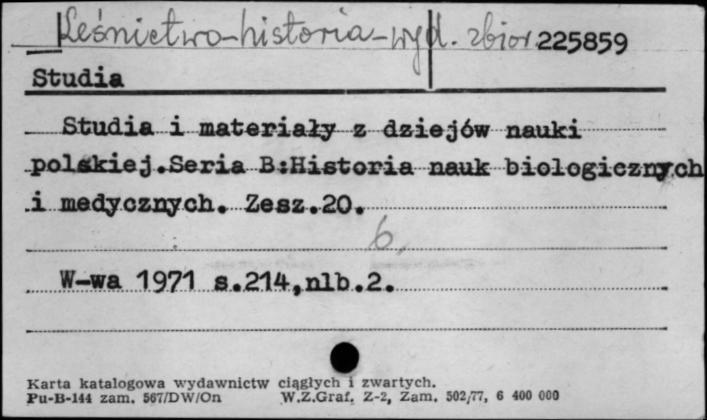 Leśnictwo-historia-wyd. zbior. 225859
Studia
Studia i materiały z dziejów nauki
polskiej.Seria B:Historia nauk biologicznych
i medycznych. Zesz.20.
6,
W-wa 1971 s.214,nlb.2.
Karta katalogowa wydawnictw ciągłych i zwartych.
Pu-B-144 zam. 567/DW/On W.Z.Graf. Z-2, Zam. 502/77, 6 400 000